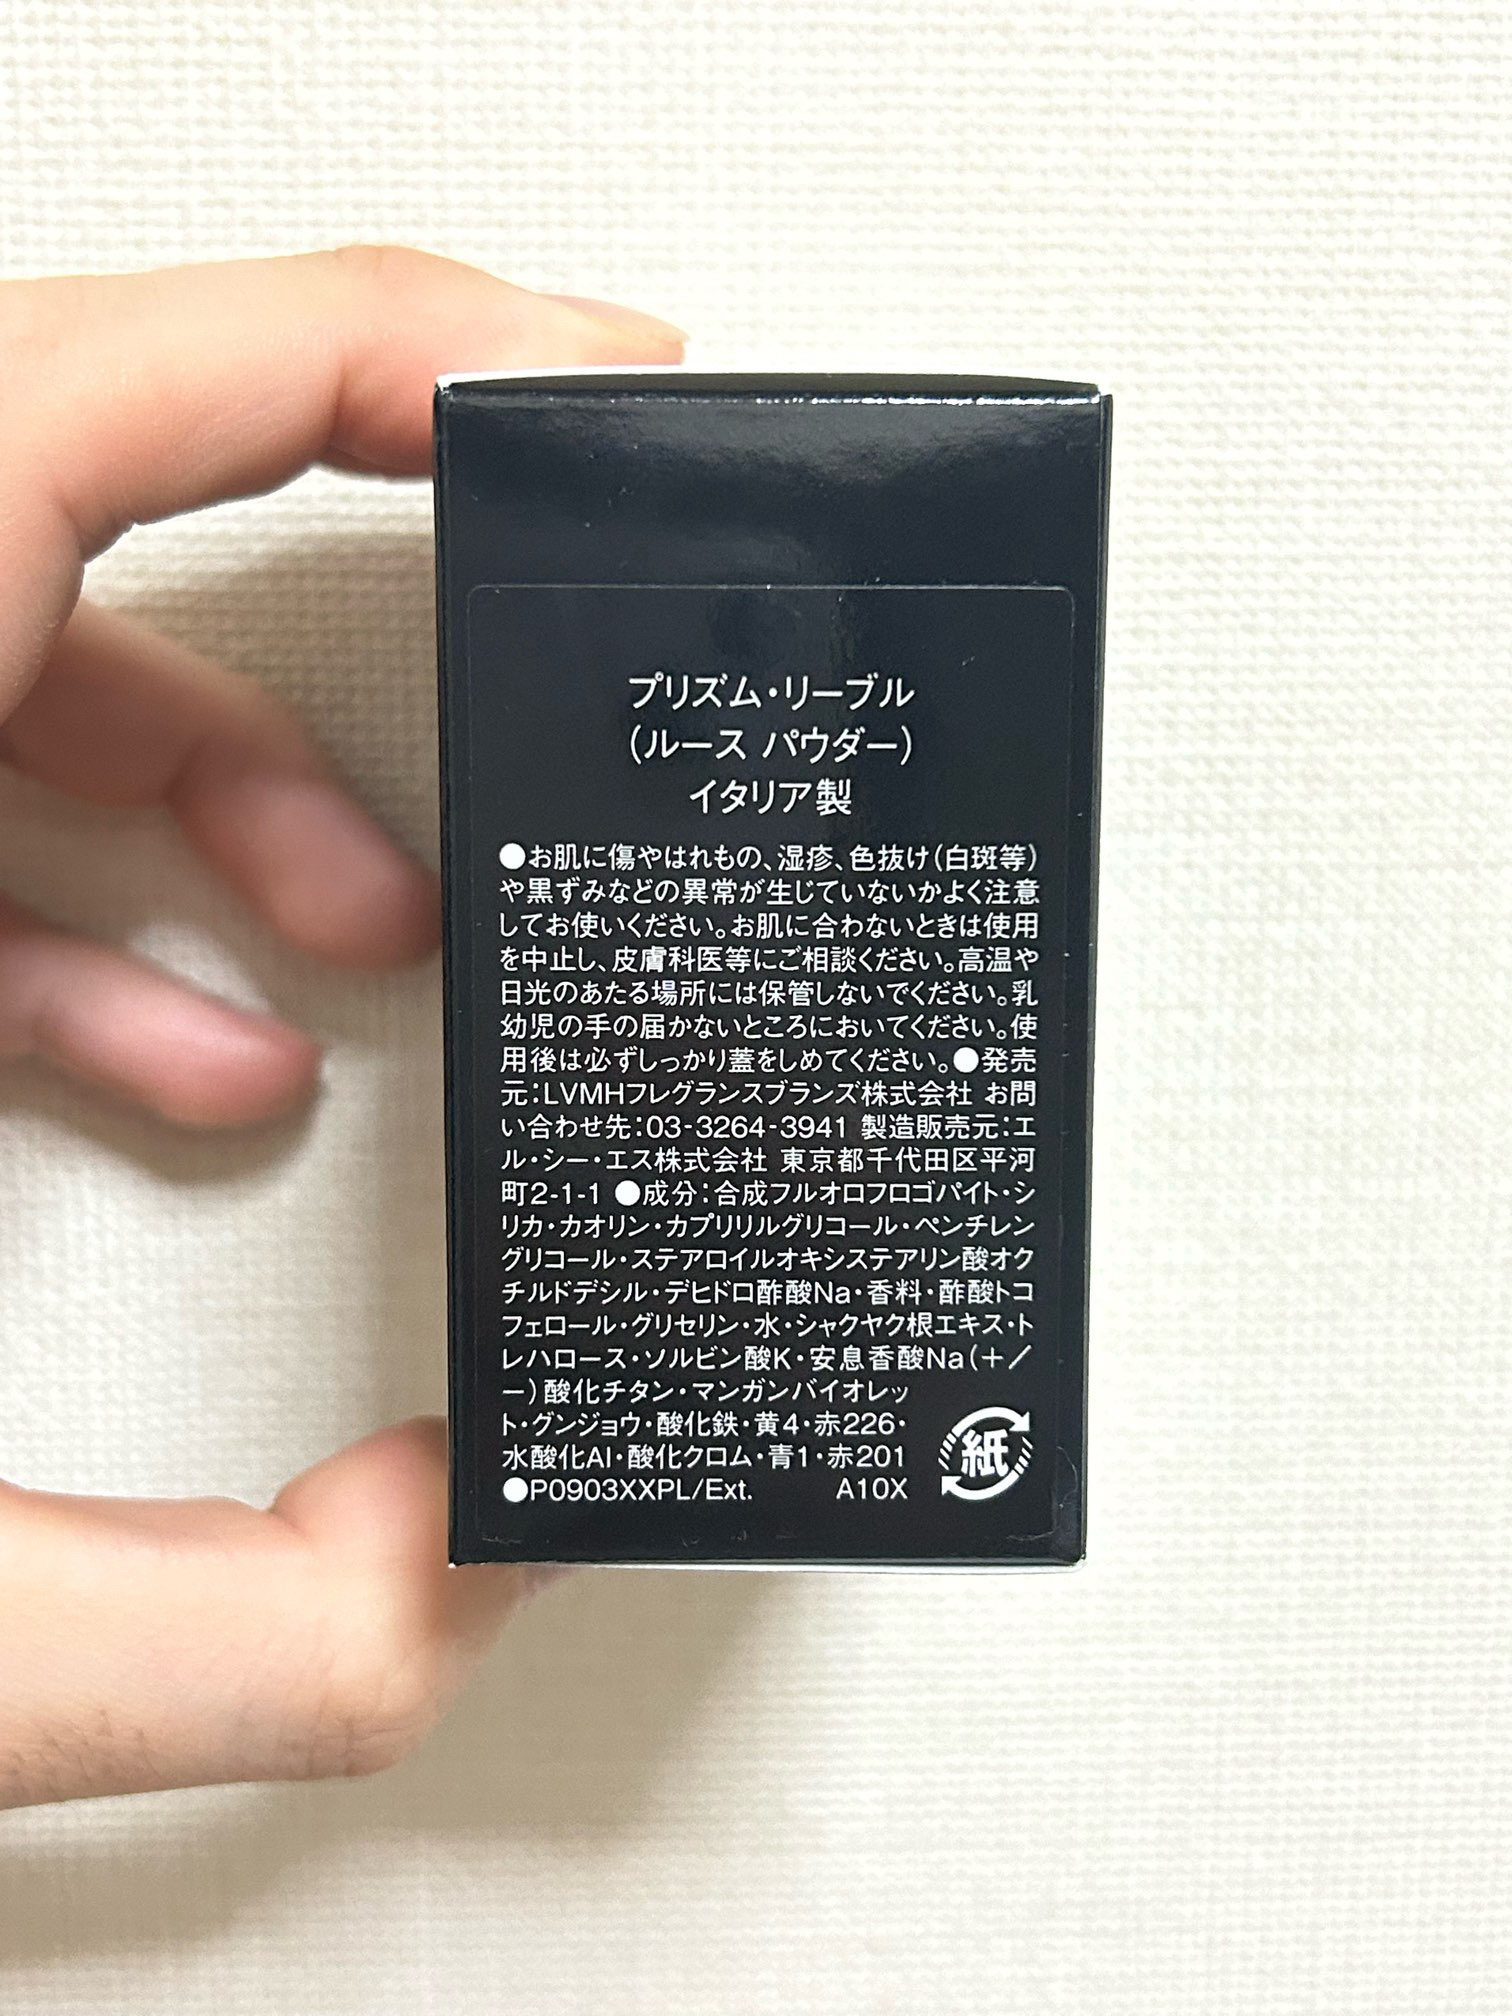 プリズム・リーブル
(ルース パウダー)
イタリア製
●お肌に傷やはれもの、湿疹、色抜け(白斑等)
や黒ずみなどの異常が生じていないかよく注意
してお使いください。お肌に合わないときは使用
を中止し、皮膚科医等にご相談ください。高温や
日光のあたる場所には保管しないでください。乳
幼児の手の届かないところにおいてください。使
用後は必ずしっかり蓋をしめてください。●発売
元:LVMHフレグランスブランズ株式会社 お問
い合わせ先:03-3264-3941 製造販売元:エ
ル・シー・エス株式会社 東京都千代田区平河
町2-1-1 ●成分:合成フルオロフロゴパイト・シ
リカ・カオリン・カプリリルグリコール・ペンチレン
グリコール・ステアロイルオキシステアリン酸オク
チルドデシル・デヒドロ酢酸Na・香料・酢酸トコ
フェロール・グリセリン・水・シャクヤク根エキス・ト
レハロース・ソルビン酸K・安息香酸Na(+/
-)酸化チタン・マンガンバイオレッ
ト・グンジョウ・酸化鉄・黄4・赤226・
水酸化Al・酸化クロム・青1・赤201
●P0903XXPL/Ext. A10X
紙